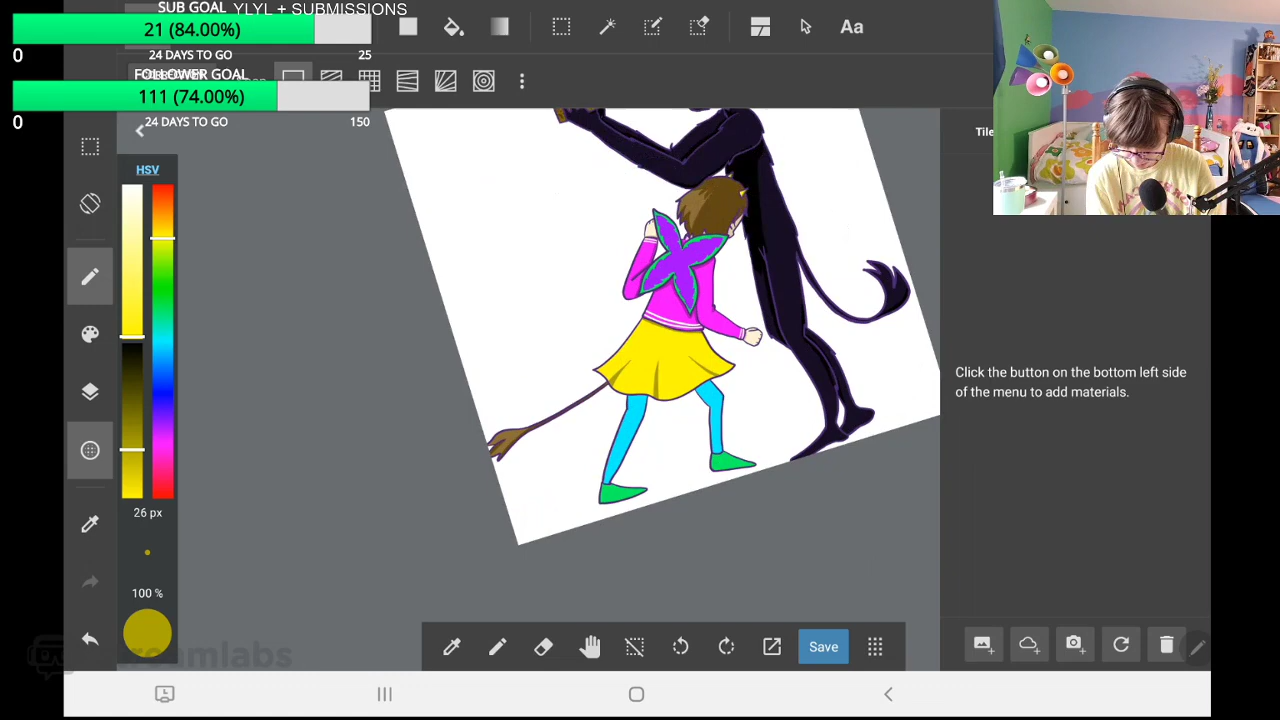 SUB GOAL
YLYL + SUBMISSIONS
21 (84.00%)
0
24 DAYS TO GO
25
FOLLOWER GOAL
111 (74.00%)
0
24 DAYS TO GO
150
Aa
HSV
26 px
100 %
Tile
Click the button on the bottom left side
of the menu to add materials.
Save